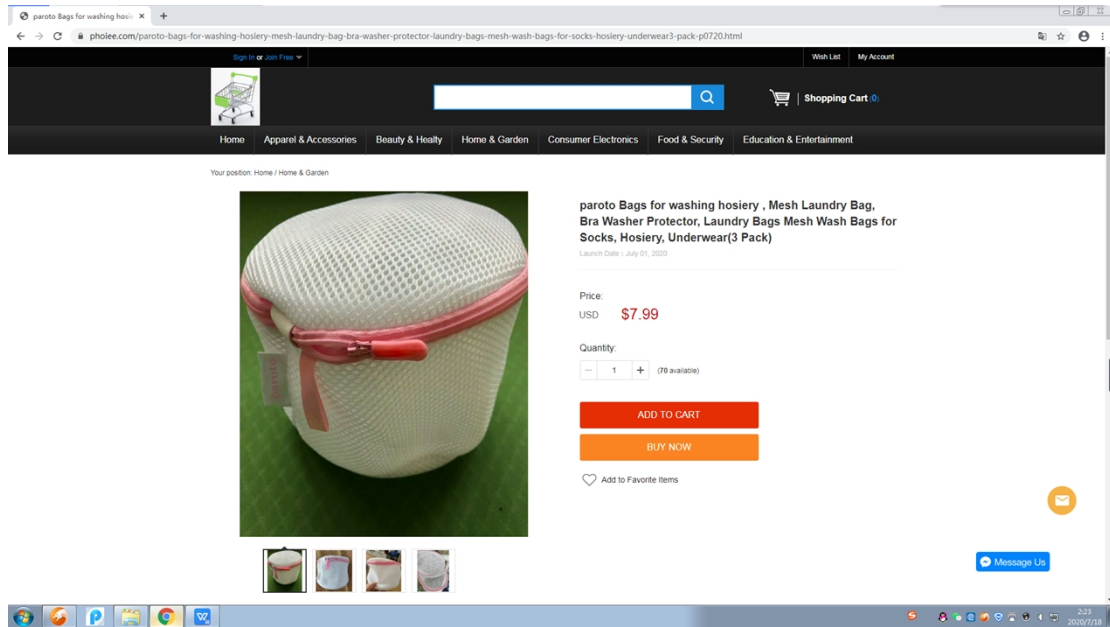 paroto Bags for washing hosie
phoiee.com/paroto-bags-for-washing-hosiery-mesh-laundry-bag-bra-washer-protector-laundry-bags-mesh-wash-bags-for-socks-hosiery-underwear3-pack-p0720.html
Sign In or Join Free
Wish List
My Account
Shopping Cart (0)
Home
Apparel & Accessories
Beauty & Healty
Home & Garden
Consumer Electronics
Food & Security
Education & Entertainment
Your position: Home / Home & Garden
paroto Bags for washing hosiery , Mesh Laundry Bag,
Bra Washer Protector, Laundry Bags Mesh Wash Bags for
Socks, Hosiery, Underwear(3 Pack)
Launch Date : July 01, 2020
Price:
USD $7.99
Quantity:
1 (70 available)
ADD TO CART
BUY NOW
Add to Favorite Items
paroto
Message Us
2:23
2020/7/18